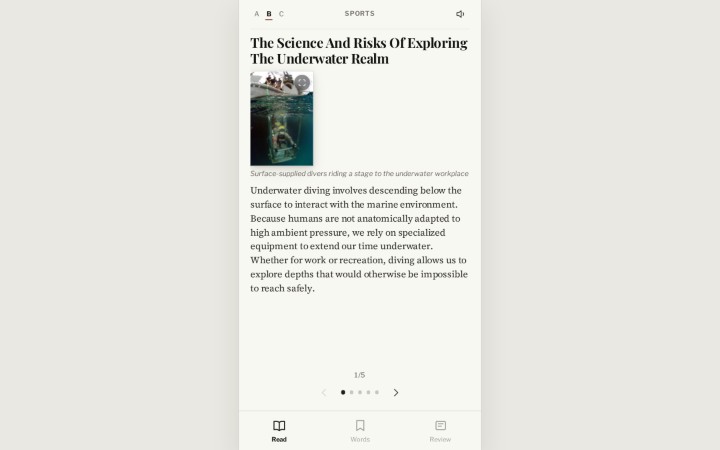 A B C SPORTS
The Science And Risks Of Exploring
The Underwater Realm
Surface-supplied divers riding a stage to the underwater workplace
Underwater diving involves descending below the
surface to interact with the marine environment.
Because humans are not anatomically adapted to
high ambient pressure, we rely on specialized
equipment to extend our time underwater.
Whether for work or recreation, diving allows us to
explore depths that would otherwise be impossible
to reach safely.
1/5
Read Words Review